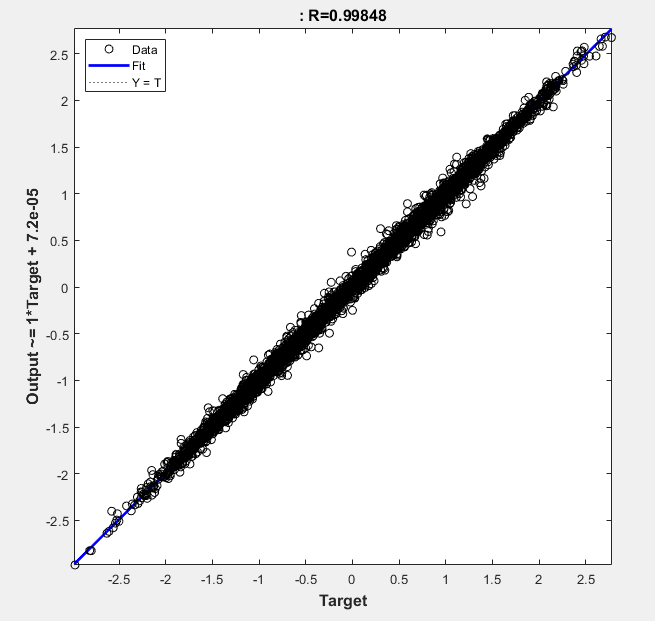 : R=0.99848
Data
Fit
Y = T
Output ~= 1*Target + 7.2e-05
2.5
2
1.5
1
0.5
0
-0.5
-1
-1.5
-2
-2.5
-2.5 -2 -1.5 -1 -0.5 0 0.5 1 1.5 2 2.5
Target